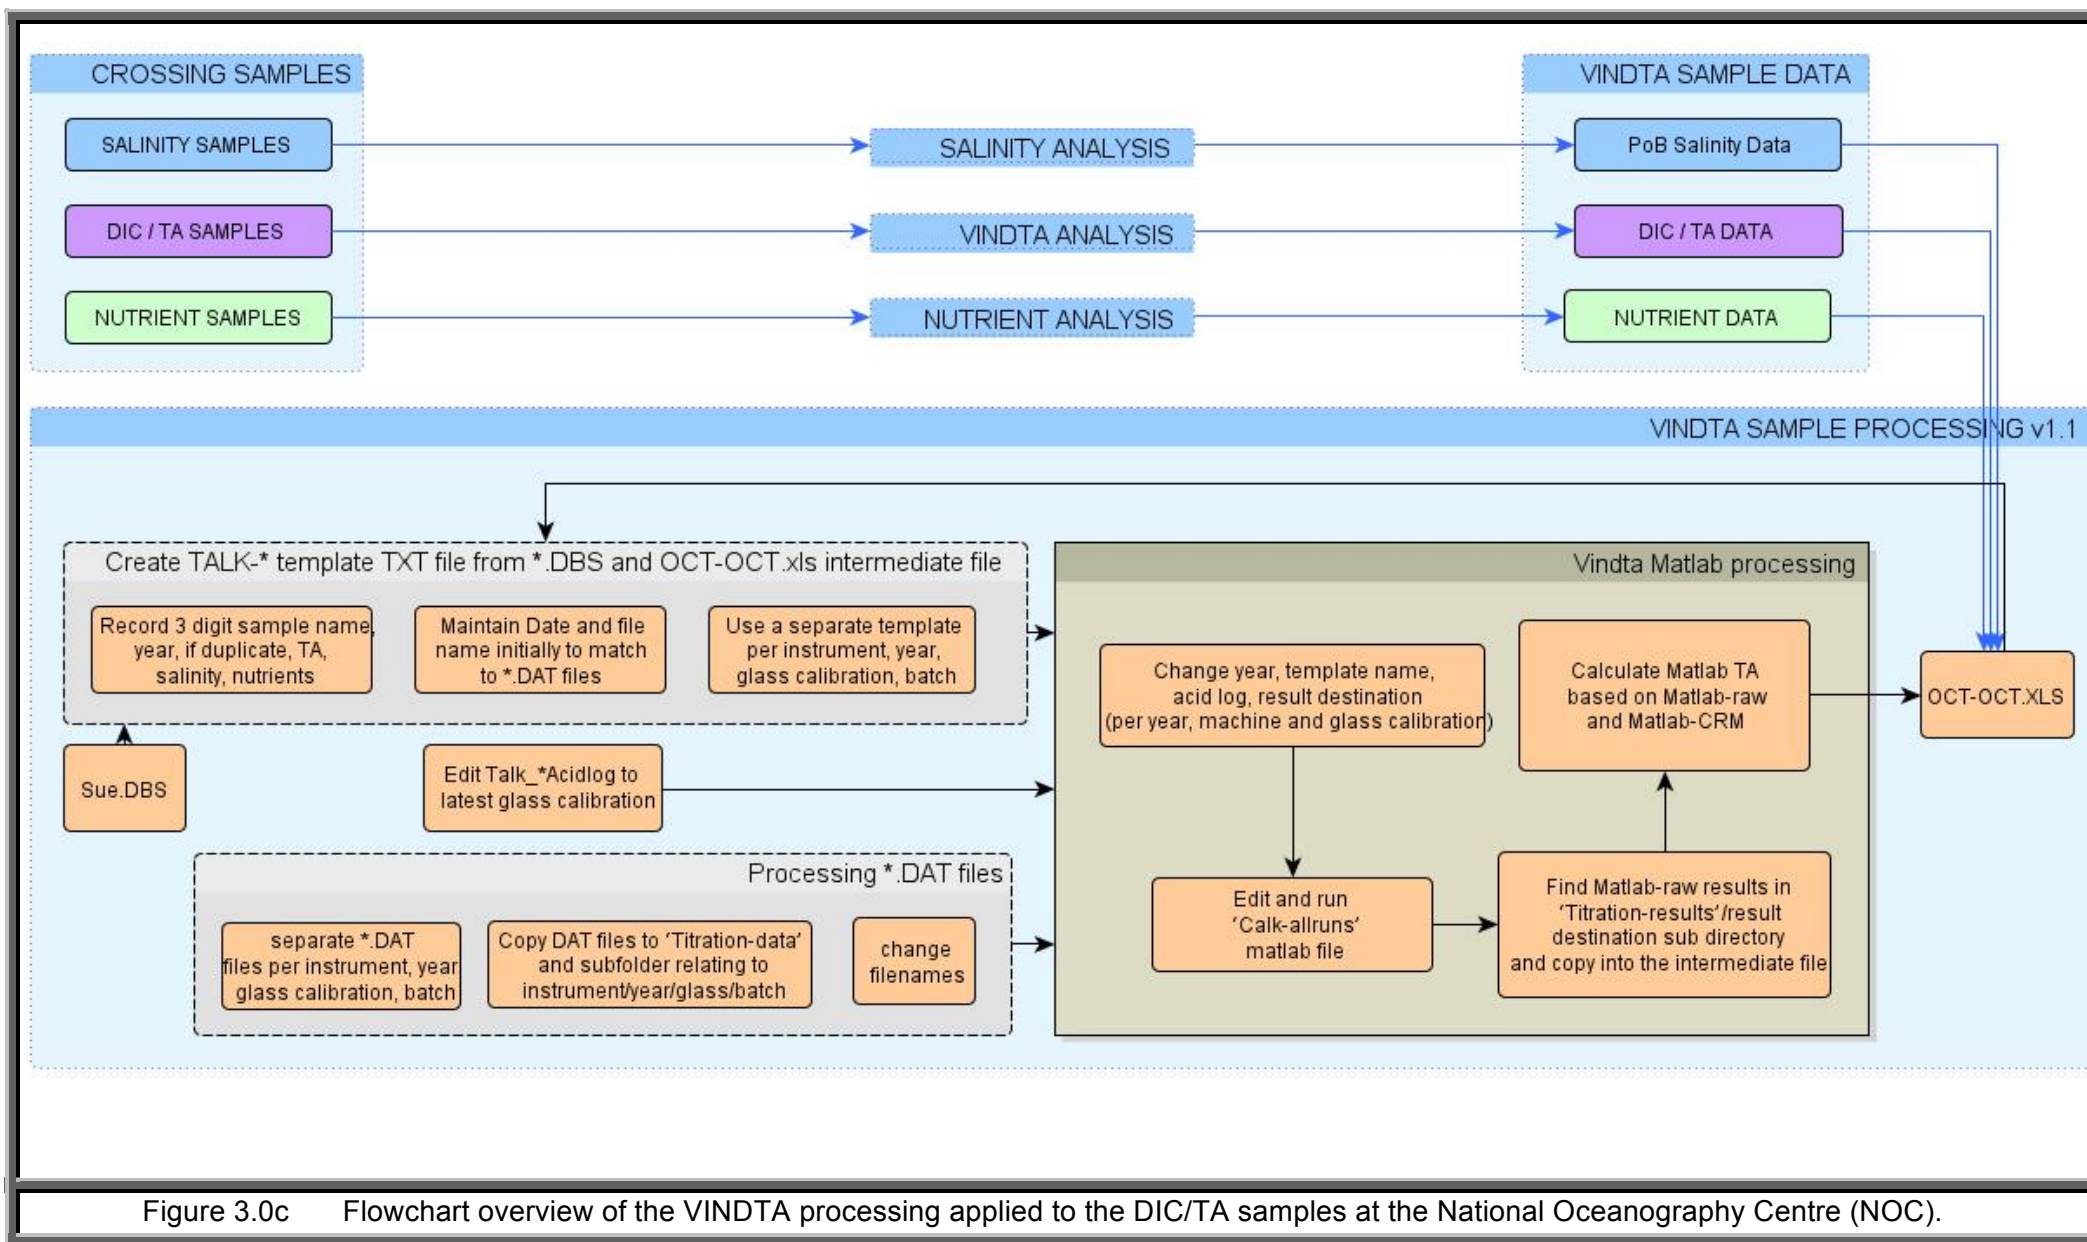 CROSSING SAMPLES
VINDTA SAMPLE DATA
SALINITY SAMPLES
SALINITY ANALYSIS
PoB Salinity Data
DIC / TA SAMPLES
VINDTA ANALYSIS
DIC / TA DATA
NUTRIENT SAMPLES
NUTRIENT ANALYSIS
NUTRIENT DATA
VINDTA SAMPLE PROCESSING v1.1
Create TALK-* template TXT file from *.DBS and OCT-OCT.xls intermediate file
Record 3 digit sample name,
year, if duplicate, TA,
salinity, nutrients
Maintain Date and file
name initially to match
to *.DAT files
Use a separate template
per instrument, year,
glass calibration, batch
Sue.DBS
Edit Talk_*Acidlog to
latest glass calibration
Processing *.DAT files
separate *.DAT
files per instrument, year
glass calibration, batch
Copy DAT files to ‘Titration-data’
and subfolder relating to
instrument/year/glass/batch
change
filenames
Vindta Matlab processing
Change year, template name,
acid log, result destination
(per year, machine and glass calibration)
Edit and run
‘Calk-allruns’
matlab file
Find Matlab-raw results in
‘Titration-results’/result
destination sub directory
and copy into the intermediate file
Calculate Matlab TA
based on Matlab-raw
and Matlab-CRM
OCT-OCT.XLS
Figure 3.0c Flowchart overview of the VINDTA processing applied to the DIC/TA samples at the National Oceanography Centre (NOC).